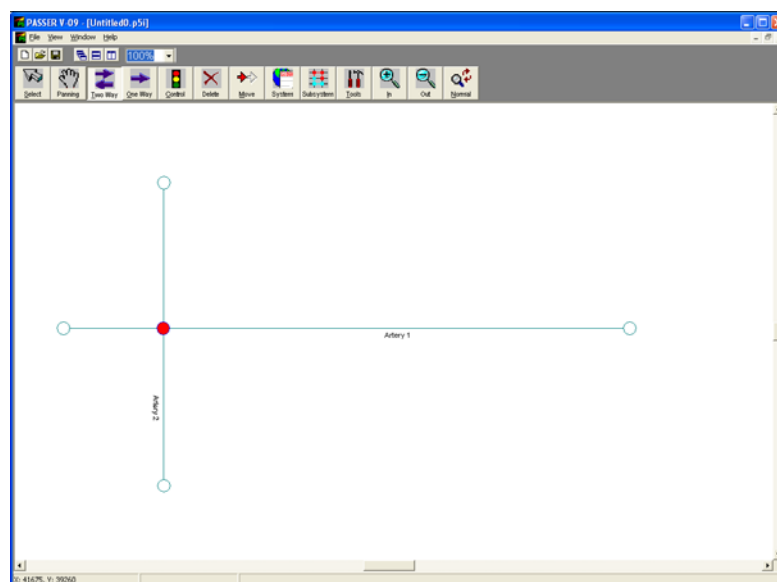 PASSER V-09 - [Untitled0.p5i]
File View Window Help
100%
Select Panning Two Way One Way Control Delete Move System Subsystem Tools In Out Normal
Artery 1
Artery 2
X: 41675, Y: 39260